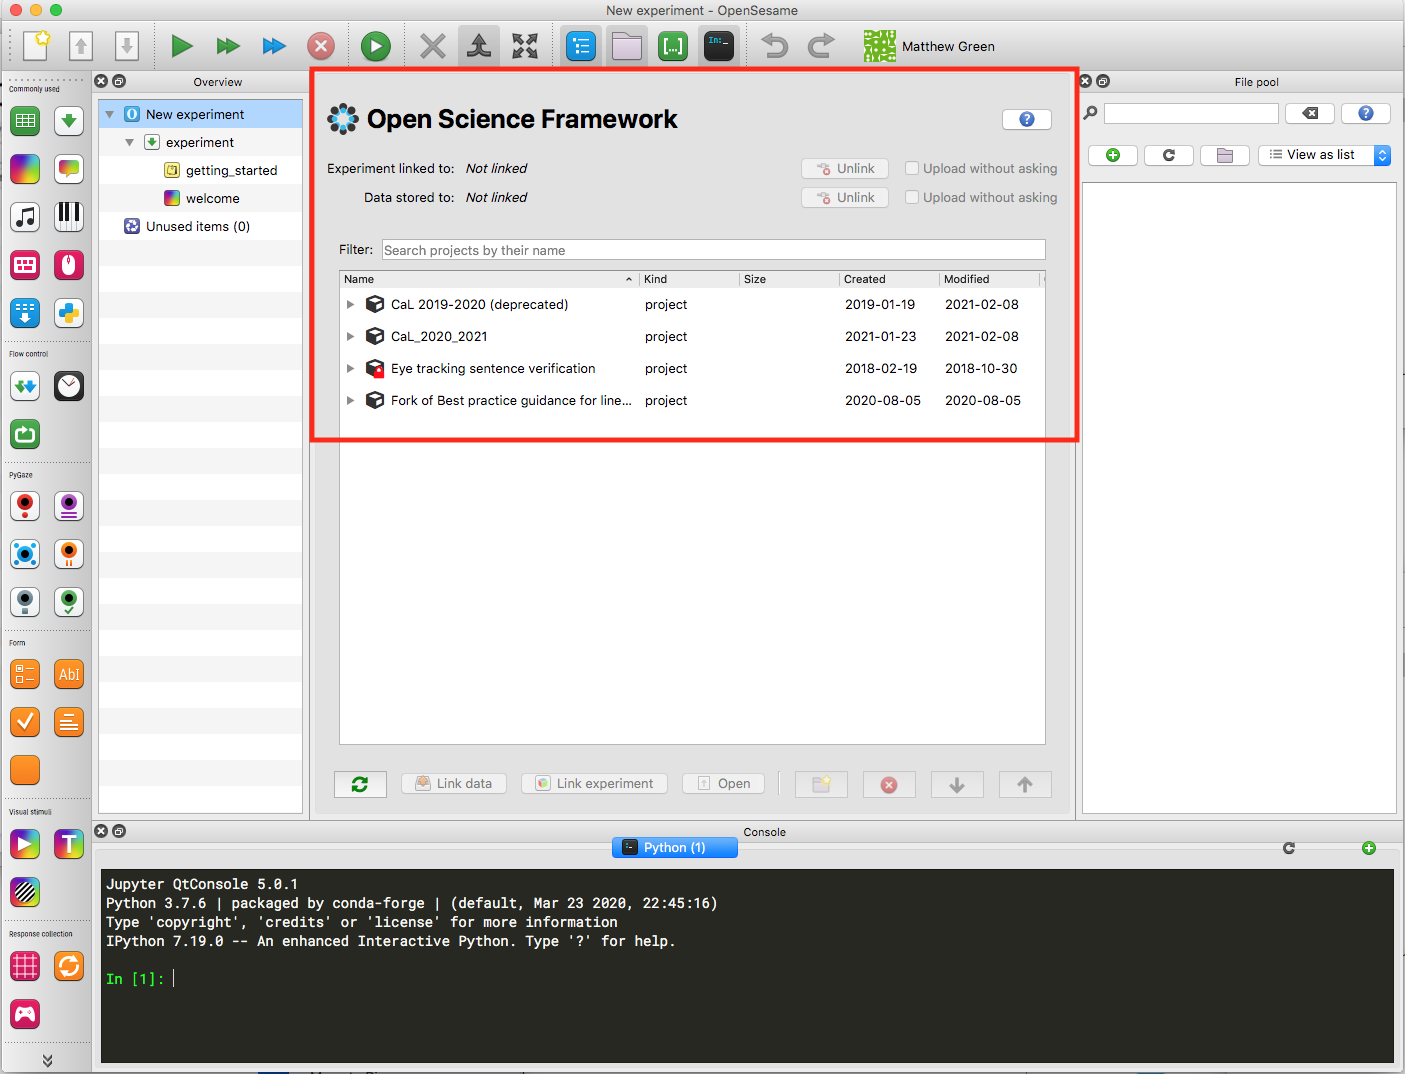 New experiment - OpenSesame
In:_
Matthew Green
Commonly used
Flow control
PyGaze
Form
AbI
Visual stimuli
T
Response collection
Overview
New experiment
experiment
getting_started
welcome
Unused items (0)
Open Science Framework
?
Experiment linked to: Not linked
Unlink
Upload without asking
Data stored to: Not linked
Unlink
Upload without asking
Filter: Search projects by their name
Name Kind Size Created Modified
CaL 2019-2020 (deprecated) project 2019-01-19 2021-02-08
CaL_2020_2021 project 2021-01-23 2021-02-08
Eye tracking sentence verification project 2018-02-19 2018-10-30
Fork of Best practice guidance for line... project 2020-08-05 2020-08-05
Link data
Link experiment
Open
File pool
?
View as list
Console
Python (1)
Jupyter QtConsole 5.0.1
Python 3.7.6 | packaged by conda-forge | (default, Mar 23 2020, 22:45:16)
Type 'copyright', 'credits' or 'license' for more information
IPython 7.19.0 -- An enhanced Interactive Python. Type '?' for help.
In [1]: